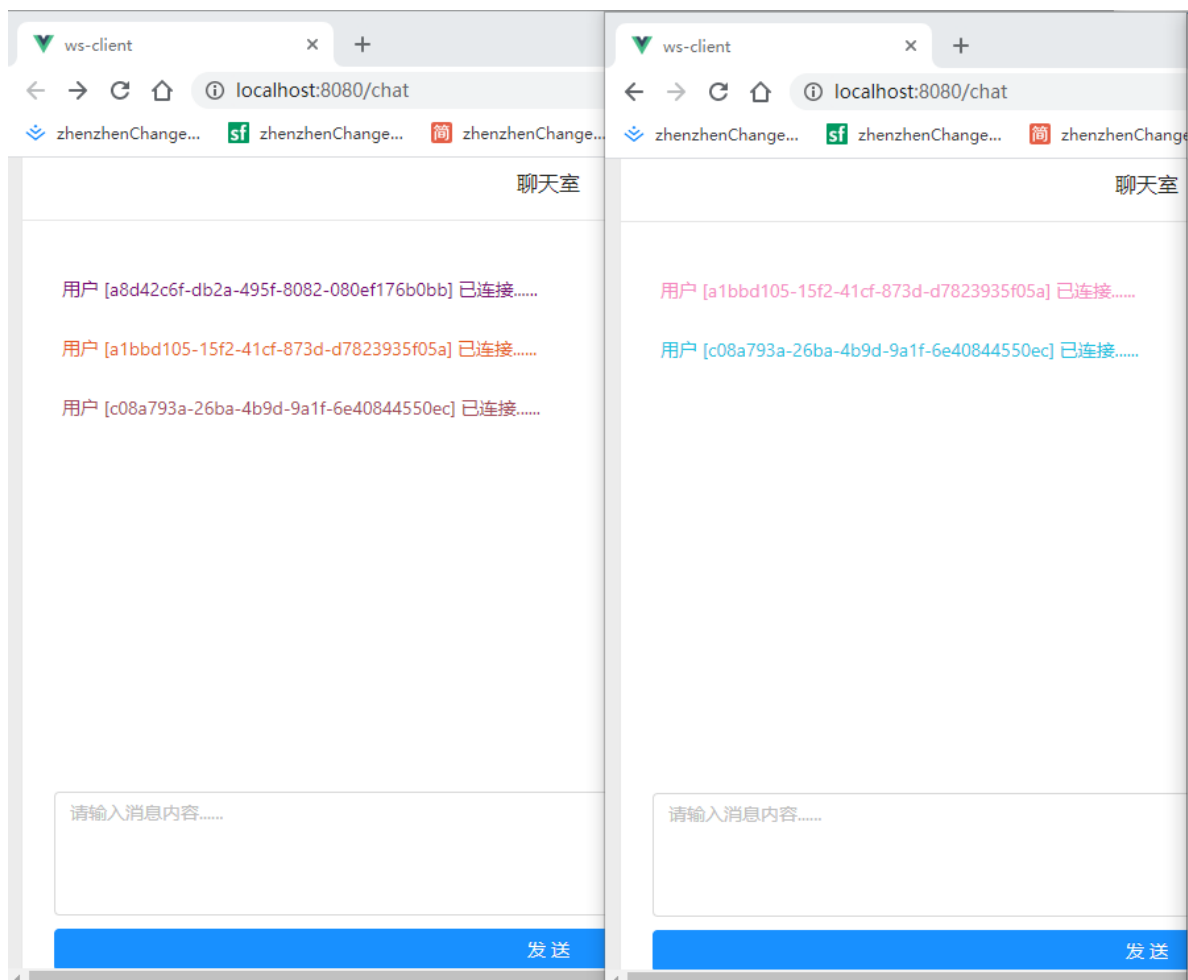 ws-client
localhost:8080/chat
zhenzhenChange... sf zhenzhenChange... 简 zhenzhenChange...
聊天室
用户 [a8d42c6f-db2a-495f-8082-080ef176b0bb] 已连接......
用户 [a1bbd105-15f2-41cf-873d-d7823935f05a] 已连接......
用户 [c08a793a-26ba-4b9d-9a1f-6e40844550ec] 已连接......
请输入消息内容......
发 送
ws-client
localhost:8080/chat
zhenzhenChange... sf zhenzhenChange... 简 zhenzhenChange
聊天室
用户 [a1bbd105-15f2-41cf-873d-d7823935f05a] 已连接......
用户 [c08a793a-26ba-4b9d-9a1f-6e40844550ec] 已连接......
请输入消息内容......
发 送